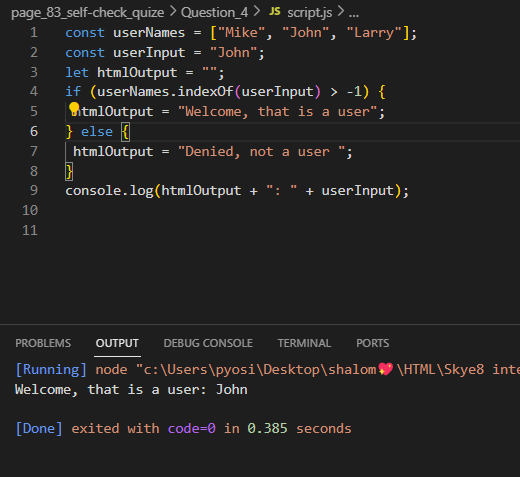 page_83_self-check_quize > Question_4 > JS script.js > ...
1 const userNames = ["Mike", "John", "Larry"];
2 const userInput = "John";
3 let htmlOutput = "";
4 if (userNames.indexOf(userInput) > -1) {
5 htmlOutput = "Welcome, that is a user";
6 } else {
7 htmlOutput = "Denied, not a user ";
8 }
9 console.log(htmlOutput + ": " + userInput);
10
11
PROBLEMS OUTPUT DEBUG CONSOLE TERMINAL PORTS
[Running] node "c:\Users\pyosi\Desktop\shalom💖\HTML\Skye8 inte
Welcome, that is a user: John
[Done] exited with code=0 in 0.385 seconds